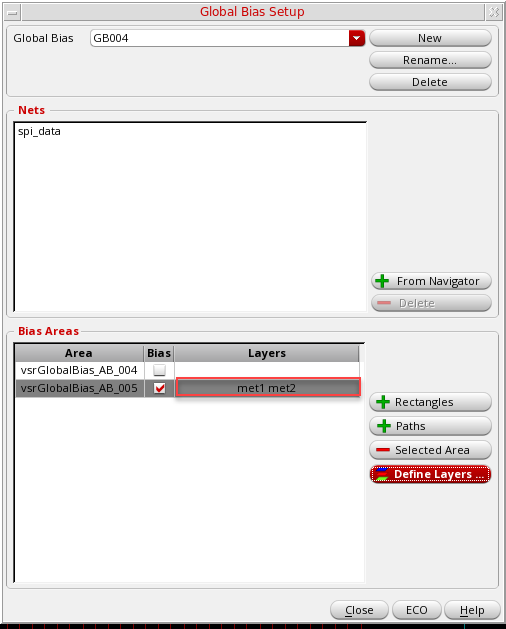 Global Bias Setup
Global Bias GB004 New
Rename...
Delete
Nets
spi_data
From Navigator
Delete
Bias Areas
Area Bias Layers
vsrGlobalBias_AB_004
vsrGlobalBias_AB_005 met1 met2
Rectangles
Paths
Selected Area
Define Layers ...
Close ECO Help